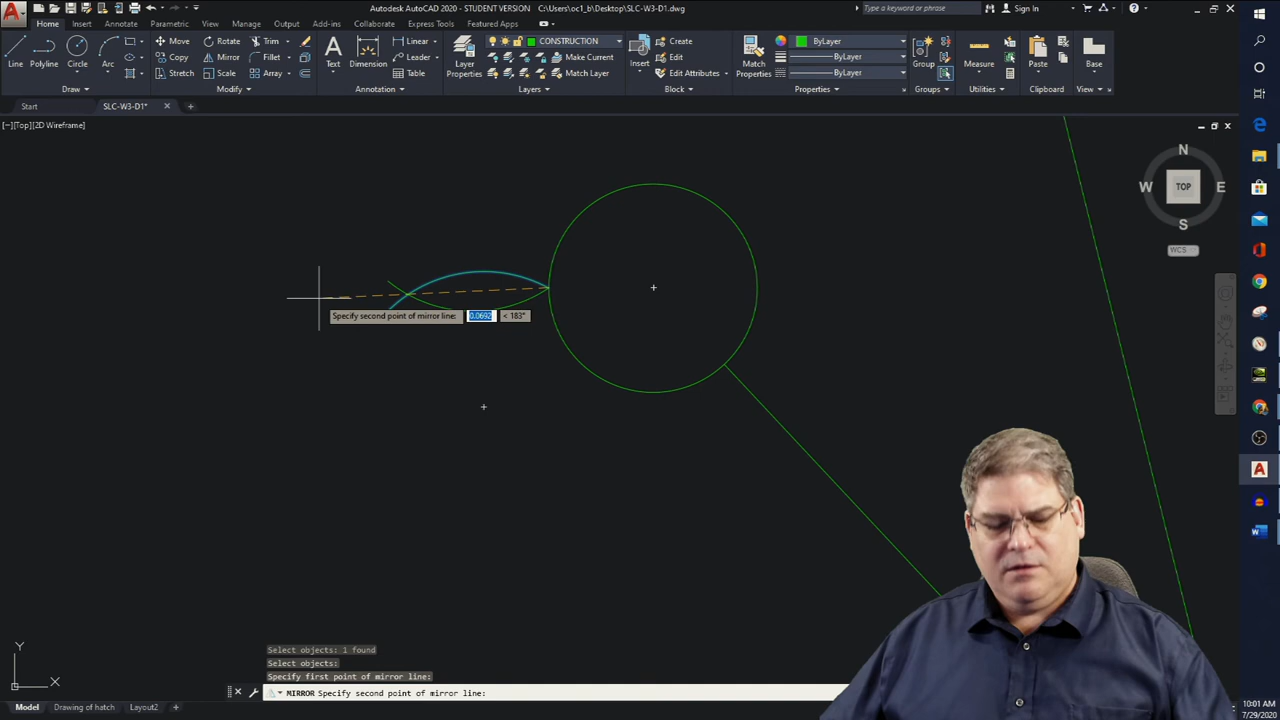 Autodesk AutoCAD 2020 - STUDENT VERSION C:\Users\oc1_b\Desktop\SLC-W3-D1.dwg
Type a keyword or phrase
Sign In
Home Insert Annotate Parametric View Manage Output Add-ins Collaborate Express Tools Featured Apps
Line
Polyline
Circle
Arc
Move
Rotate
Trim
Copy
Mirror
Fillet
Stretch
Scale
Array
Text
Dimension
Linear
Leader
Table
Layer
Properties
CONSTRUCTION
Make Current
Match Layer
Insert
Create
Edit
Edit Attributes
Match
Properties
ByLayer
ByLayer
ByLayer
Group
Measure
Paste
Base
Draw
Modify
Annotation
Layers
Block
Properties
Groups
Utilities
Clipboard
View
Start
SLC-W3-D1*
[−][Top][2D Wireframe]
N
W
TOP
E
S
WCS
Specify second point of mirror line: 0.0692 < 183°
Y
X
Select objects: 1 found
Select objects:
Specify first point of mirror line:
MIRROR Specify second point of mirror line:
Model Drawing of hatch Layout2
10:01 AM
7/29/2020